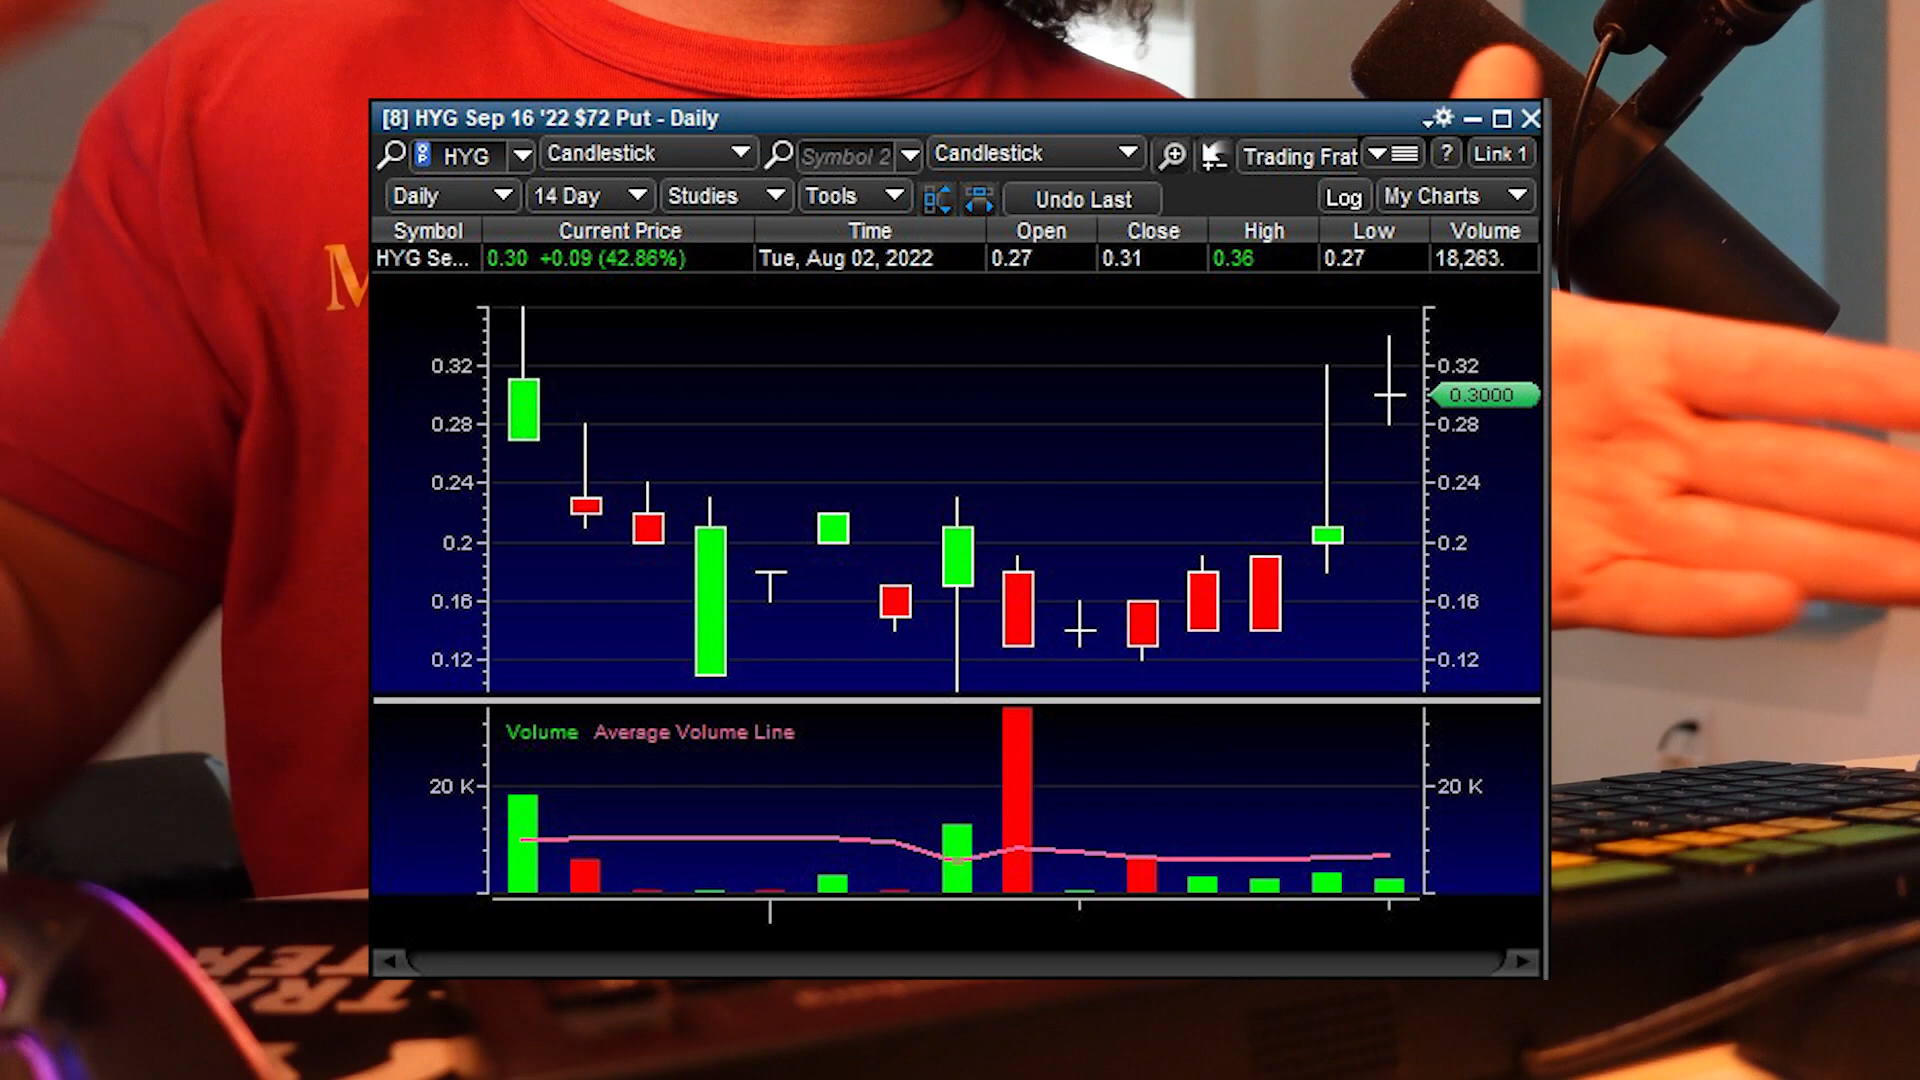 [8] HYG Sep 16 '22 $72 Put - Daily
HYG Candlestick Symbol 2 Candlestick Trading Frat ? Link 1
Daily 14 Day Studies Tools Undo Last Log My Charts
Symbol Current Price Time Open Close High Low Volume
HYG Se... 0.30 +0.09 (42.86%) Tue, Aug 02, 2022 0.27 0.31 0.36 0.27 18,263.
M
0.32 0.32
0.3000
0.28 0.28
0.24 0.24
0.2 0.2
0.16 0.16
0.12 0.12
Volume Average Volume Line
20 K 20 K